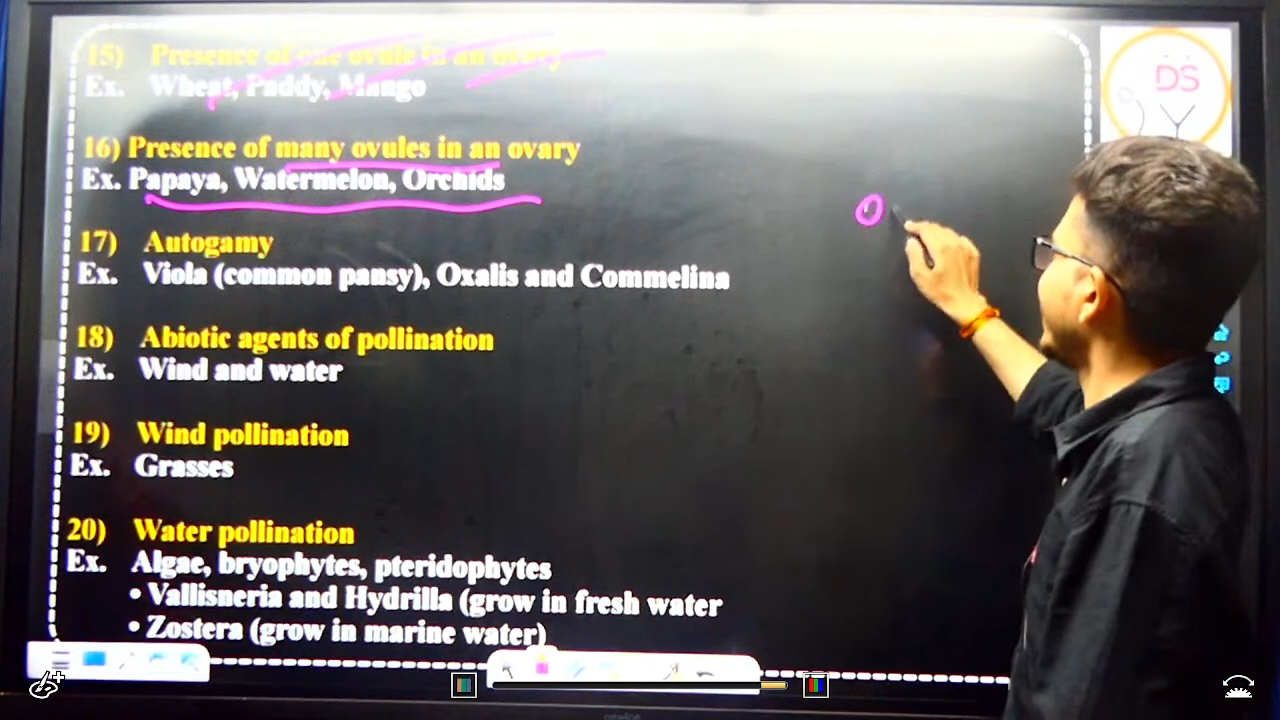 15) Presence of one ovule in an ovary
Ex. Wheat, Paddy, Mango
DS
16) Presence of many ovules in an ovary
Ex. Papaya, Watermelon, Orchids
17) Autogamy
Ex. Viola (common pansy), Oxalis and Commelina
18) Abiotic agents of pollination
Ex. Wind and water
19) Wind pollination
Ex. Grasses
20) Water pollination
Ex. Algae, bryophytes, pteridophytes
• Vallisneria and Hydrilla (grow in fresh water
• Zostera (grow in marine water)